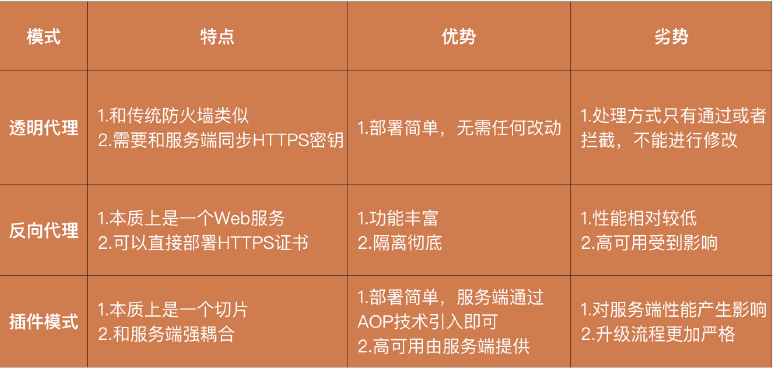 模式 特点 优势 劣势
透明代理 1.和传统防火墙类似
2.需要和服务端同步HTTPS密钥 1.部署简单，无需任何改动 1.处理方式只有通过或者
拦截，不能进行修改
反向代理 1.本质上是一个Web服务
2.可以直接部署HTTPS证书 1.功能丰富
2.隔离彻底 1.性能相对较低
2.高可用受到影响
插件模式 1.本质上是一个切片
2.和服务端强耦合 1.部署简单，服务端通过
AOP技术引入即可
2.高可用由服务端提供 1.对服务端性能产生影响
2.升级流程更加严格